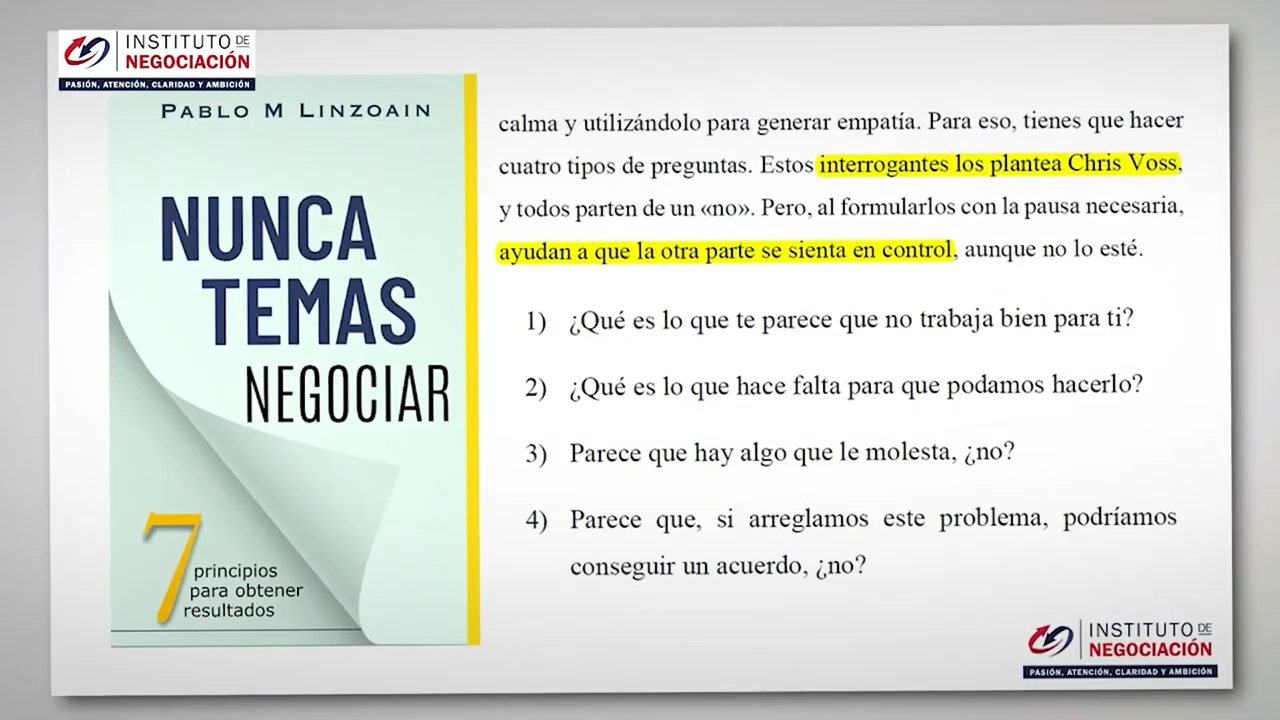 INSTITUTO DE
NEGOCIACIÓN
PASIÓN, ATENCIÓN, CLARIDAD Y AMBICIÓN
PABLO M LINZOAIN
NUNCA
TEMAS
NEGOCIAR
7
principios
para obtener
resultados
calma y utilizándolo para generar empatía. Para eso, tienes que hacer
cuatro tipos de preguntas. Estos interrogantes los plantea Chris Voss,
y todos parten de un «no». Pero, al formularlos con la pausa necesaria,
ayudan a que la otra parte se sienta en control, aunque no lo esté.
1) ¿Qué es lo que te parece que no trabaja bien para ti?
2) ¿Qué es lo que hace falta para que podamos hacerlo?
3) Parece que hay algo que le molesta, ¿no?
4) Parece que, si arreglamos este problema, podríamos
conseguir un acuerdo, ¿no?
INSTITUTO DE
NEGOCIACIÓN
PASIÓN, ATENCIÓN, CLARIDAD Y AMBICIÓN